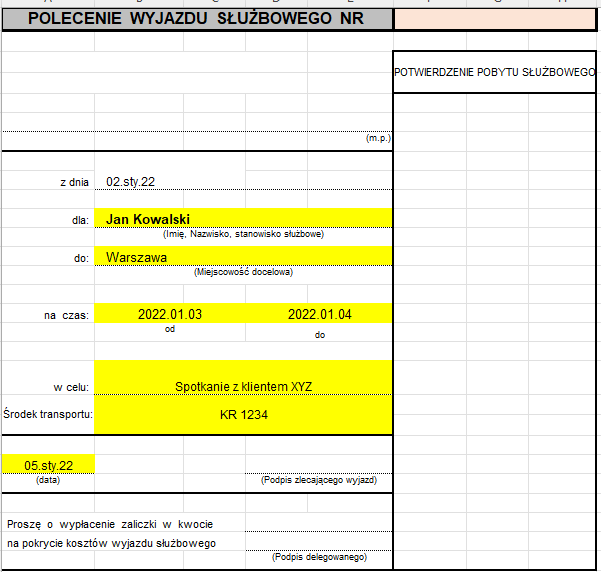 POLECENIE WYJAZDU SŁUŻBOWEGO NR
POTWIERDZENIE POBYTU SŁUŻBOWEGO
(m.p.)
z dnia 02.sty.22
dla: Jan Kowalski
(Imię, Nazwisko, stanowisko służbowe)
do: Warszawa
(Miejscowość docelowa)
na czas: 2022.01.03 2022.01.04
od do
w celu: Spotkanie z klientem XYZ
Środek transportu: KR 1234
05.sty.22
(data) (Podpis zlecającego wyjazd)
Proszę o wypłacenie zaliczki w kwocie
na pokrycie kosztów wyjazdu służbowego
(Podpis delegowanego)